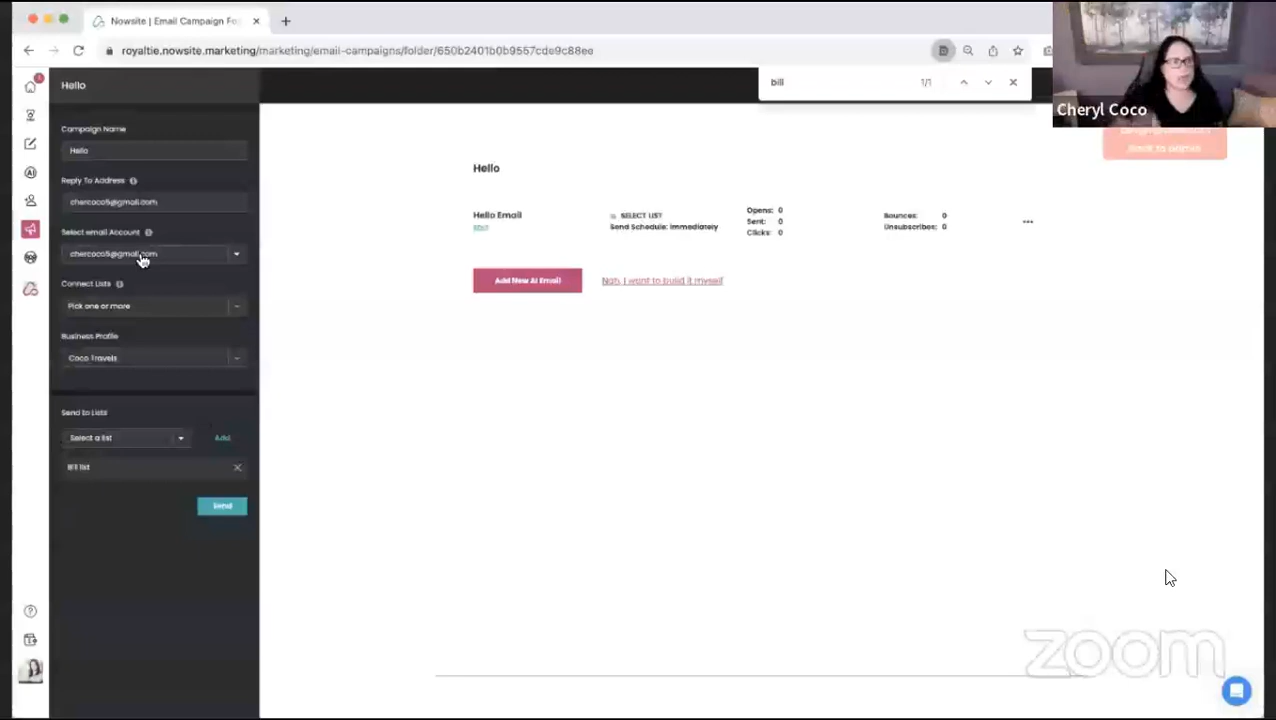 Nowsite | Email Campaign Fo
royaltie.nowsite.marketing/marketing/email-campaigns/folder/650b2401b0b9557cde9c88ee
Hello
bill 1/1
Cheryl Coco
Campaign Name
Hello
Reply To Address
chercoco5@gmail.com
Select email Account
chercoco5@gmail.com
Connect Lists
Pick one or more
Business Profile
Coco Travels
Send to Lists
Select a list Add
Bill list
Send
Hello
Hello Email
EDIT
SELECT LIST
Send Schedule: Immediately
Opens: 0
Sent: 0
Clicks: 0
Bounces: 0
Unsubscribes: 0
Add New AI Email Nah, I want to build it myself
zoom